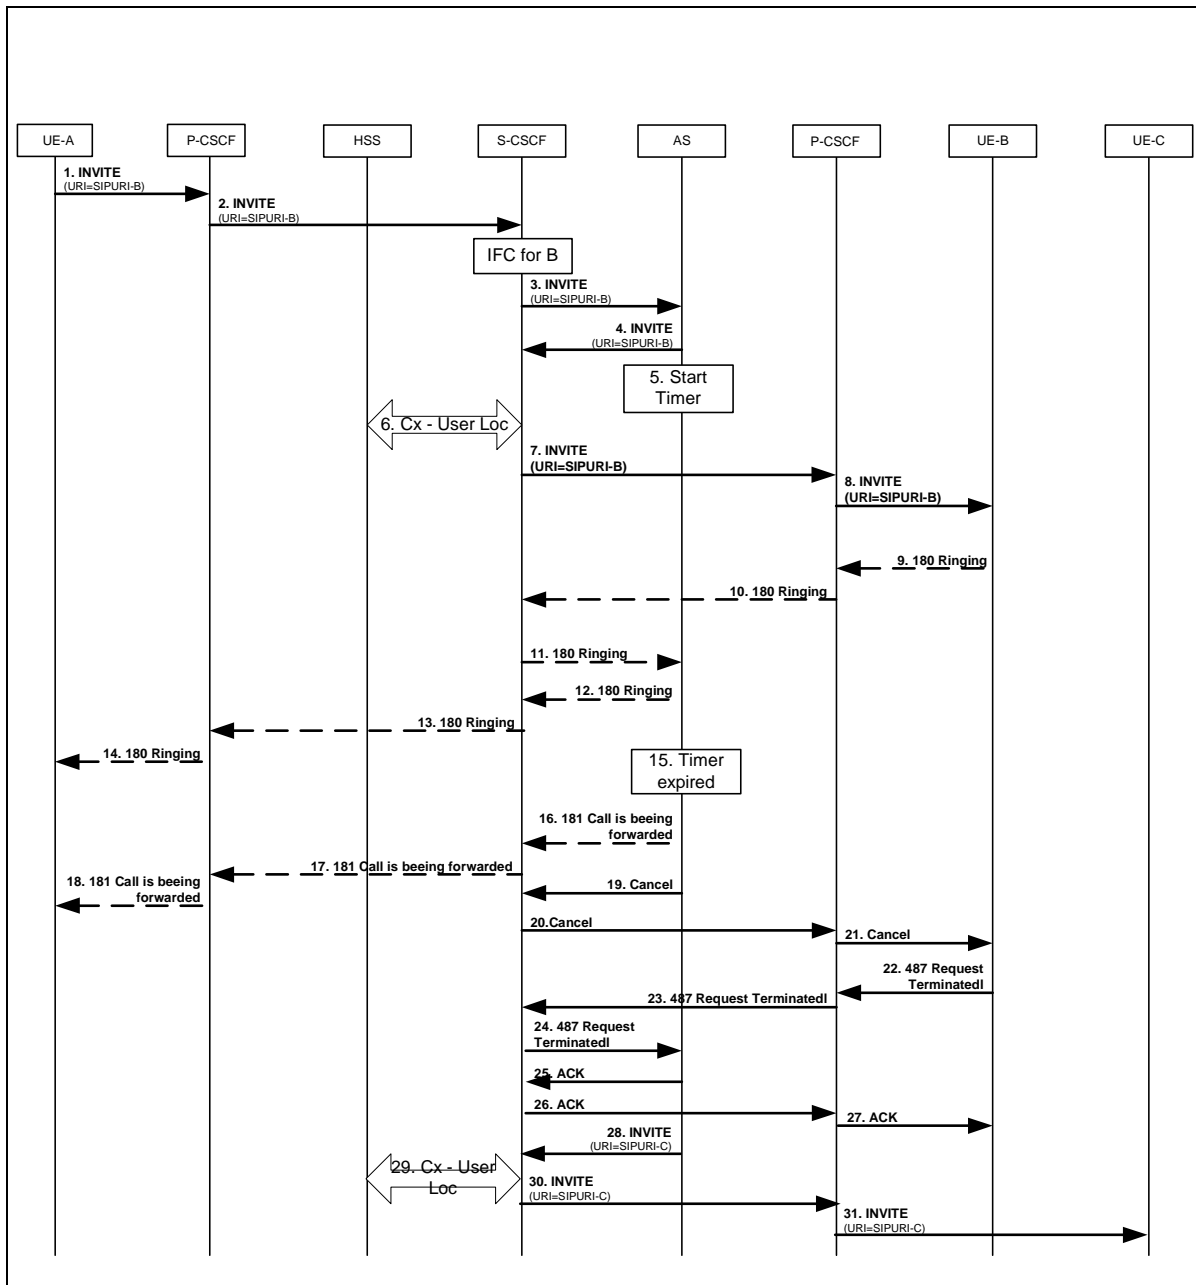 UE-A
P-CSCF
HSS
S-CSCF
AS
P-CSCF
UE-B
UE-C
1. INVITE
(URI=SIPURI-B)
2. INVITE
(URI=SIPURI-B)
IFC for B
3. INVITE
(URI=SIPURI-B)
4. INVITE
(URI=SIPURI-B)
5. Start
Timer
6. Cx - User Loc
7. INVITE
(URI=SIPURI-B)
8. INVITE
(URI=SIPURI-B)
9. 180 Ringing
10. 180 Ringing
11. 180 Ringing
12. 180 Ringing
13. 180 Ringing
14. 180 Ringing
15. Timer
expired
16. 181 Call is beeing
forwarded
17. 181 Call is beeing forwarded
18. 181 Call is beeing
forwarded
19. Cancel
20.Cancel
21. Cancel
22. 487 Request
TerminatedI
23. 487 Request TerminatedI
24. 487 Request
TerminatedI
25. ACK
26. ACK
27. ACK
28. INVITE
(URI=SIPURI-C)
29. Cx - User
Loc
30. INVITE
(URI=SIPURI-C)
31. INVITE
(URI=SIPURI-C)